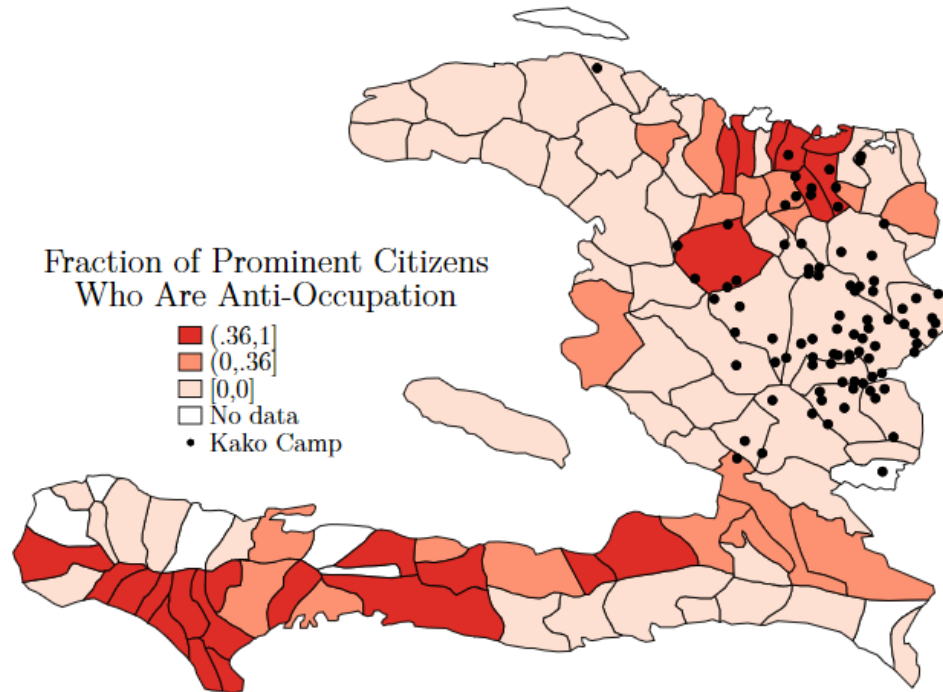 Fraction of Prominent Citizens
Who Are Anti-Occupation
(.36,1]
(0,.36]
[0,0]
No data
Kako Camp